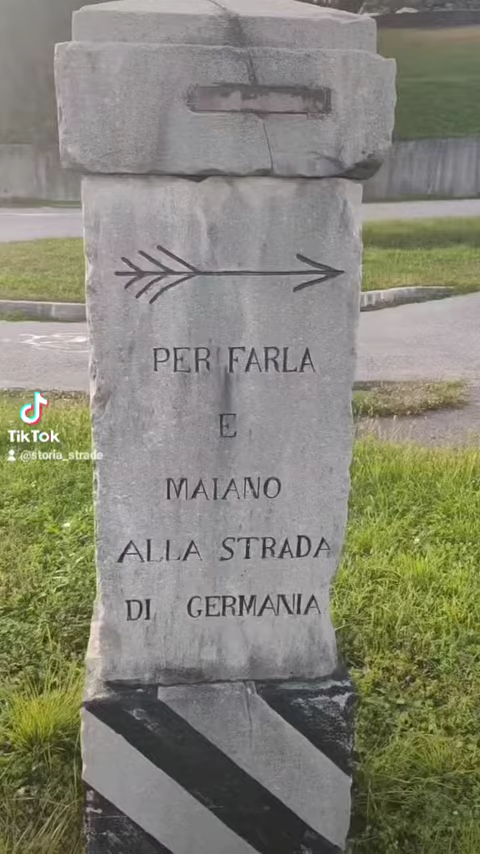 PER FARLA
E
MAIANO
ALLA STRADA
DI GERMANIA
TikTok
@storia_strade